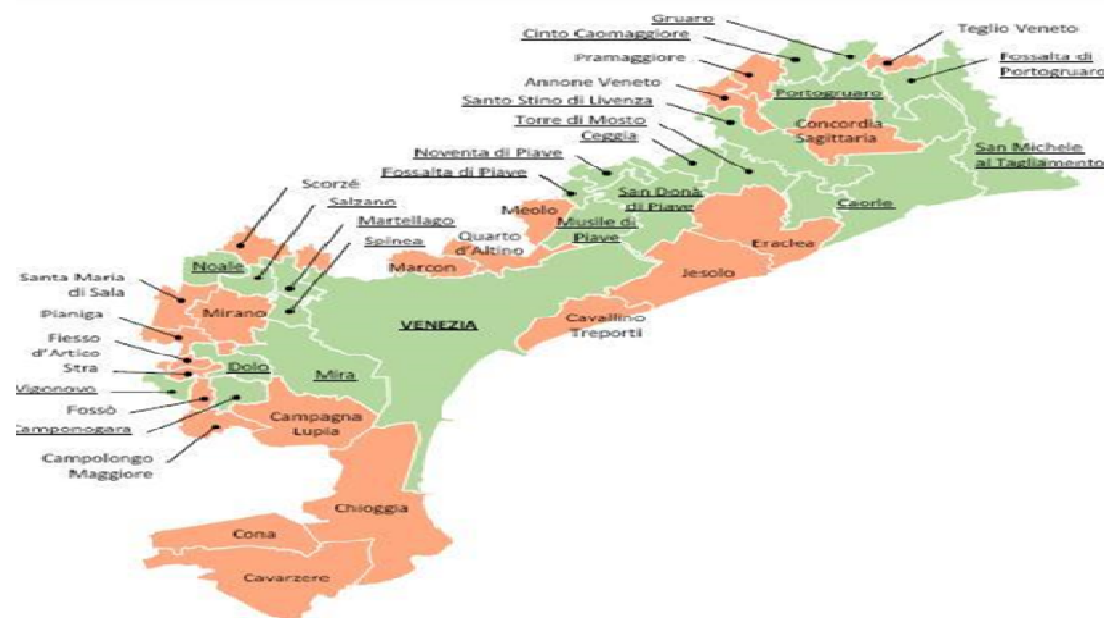 Gruaro
Cinto Caomaggiore
Teglio Veneto
Pramaggiore
Fossalta di
Portogruaro
Annone Veneto
Portogruaro
Santo Stino di Livenza
Concordia
Sagittaria
Torre di Mosto
Ceggia
San Michele
al Tagliamento
Noventa di Piave
Fossalta di Piave
San Donà
di Piave
Caorle
Scorzé
Salzano
Meolo
Musile di
Piave
Martellago
Quarto
d'Altino
Eraclea
Spinea
Noale
Marcon
Jesolo
Santa Maria
di Sala
Mirano
Cavallino
Treporti
Pianiga
VENEZIA
Fiesso
d'Artico
Stra
Dolo
Mira
Vigonovo
Fossò
Campagna
Lupia
Camponogara
Campolongo
Maggiore
Chioggia
Cona
Cavarzere